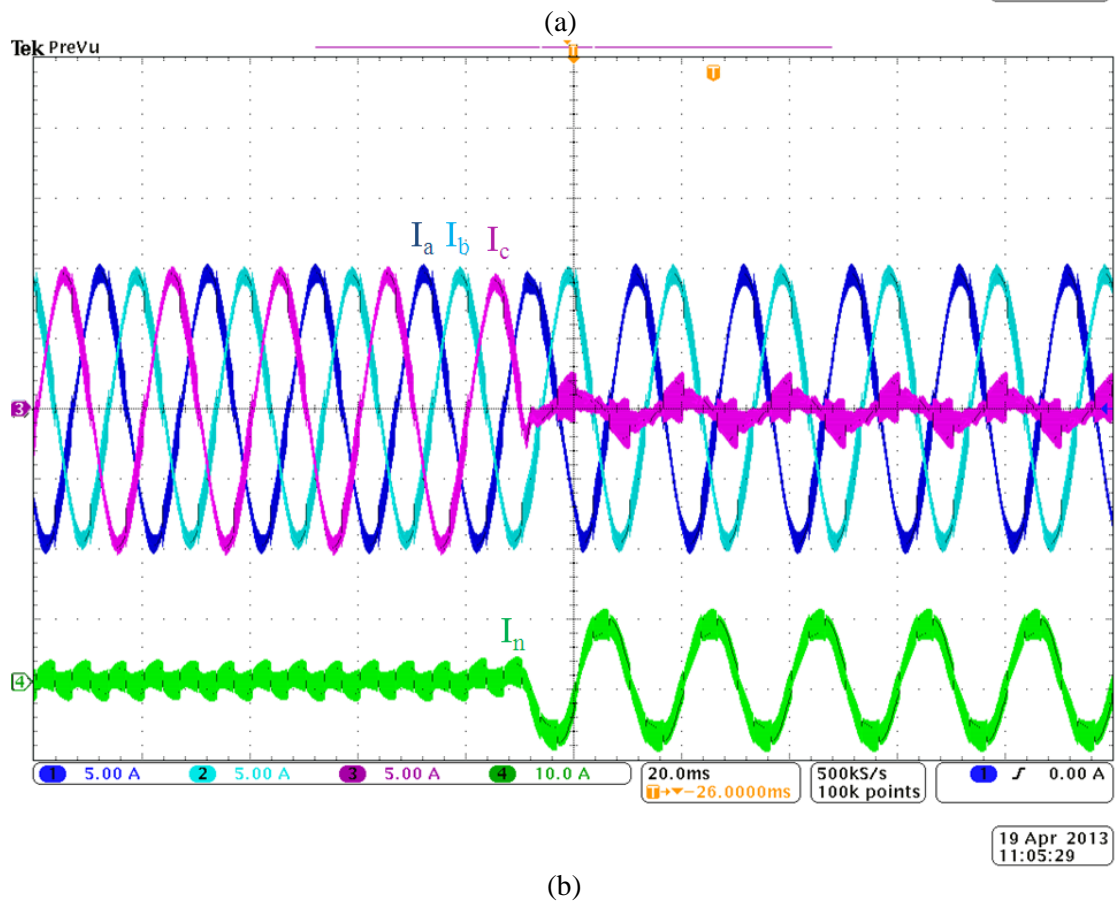 (a)
Tek PreVu
T
T
Ia Ib Ic
3
In
4
1 5.00 A 2 5.00 A 3 5.00 A 4 10.0 A 20.0ms 500kS/s 1 0.00 A
T→▼−26.0000ms 100k points
19 Apr 2013
11:05:29
(b)